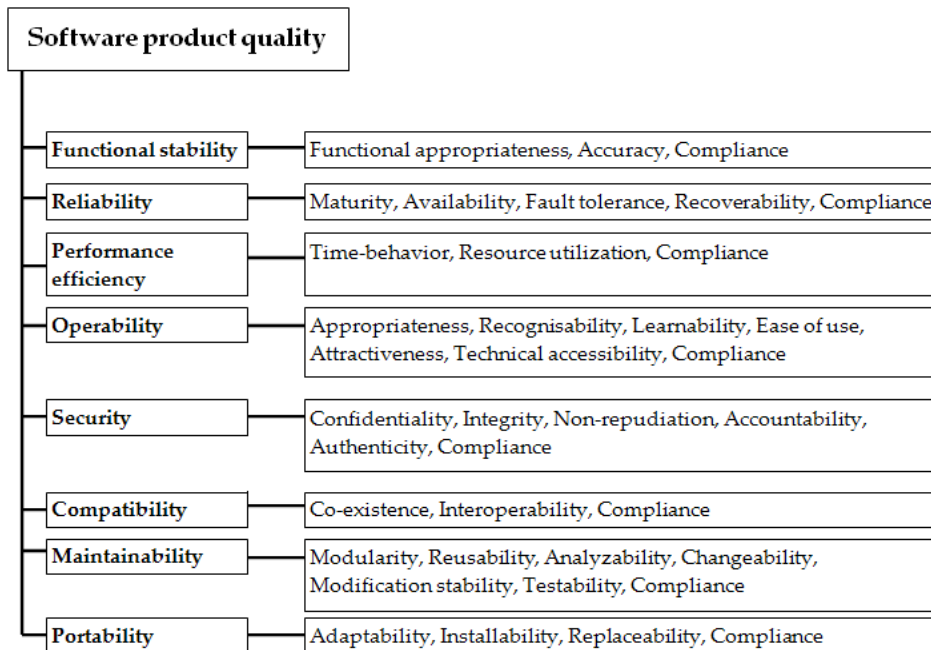 Software product quality
Functional stability
Functional appropriateness, Accuracy, Compliance
Reliability
Maturity, Availability, Fault tolerance, Recoverability, Compliance
Performance
efficiency
Time-behavior, Resource utilization, Compliance
Operability
Appropriateness, Recognisability, Learnability, Ease of use,
Attractiveness, Technical accessibility, Compliance
Security
Confidentiality, Integrity, Non-repudiation, Accountability,
Authenticity, Compliance
Compatibility
Co-existence, Interoperability, Compliance
Maintainability
Modularity, Reusability, Analyzability, Changeability,
Modification stability, Testability, Compliance
Portability
Adaptability, Installability, Replaceability, Compliance